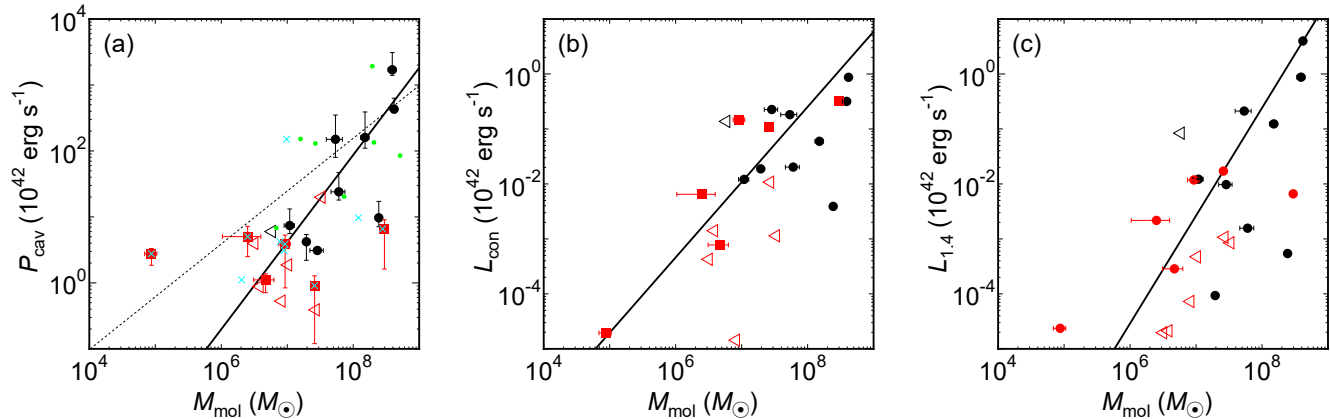 (a)
P_cav (10^42 erg s^-1)
10^4
10^2
10^0
10^4 10^6 10^8
M_mol (M_⊙)
(b)
L_con (10^42 erg s^-1)
10^0
10^-2
10^-4
10^4 10^6 10^8
M_mol (M_⊙)
(c)
L_1.4 (10^42 erg s^-1)
10^0
10^-2
10^-4
10^4 10^6 10^8
M_mol (M_⊙)